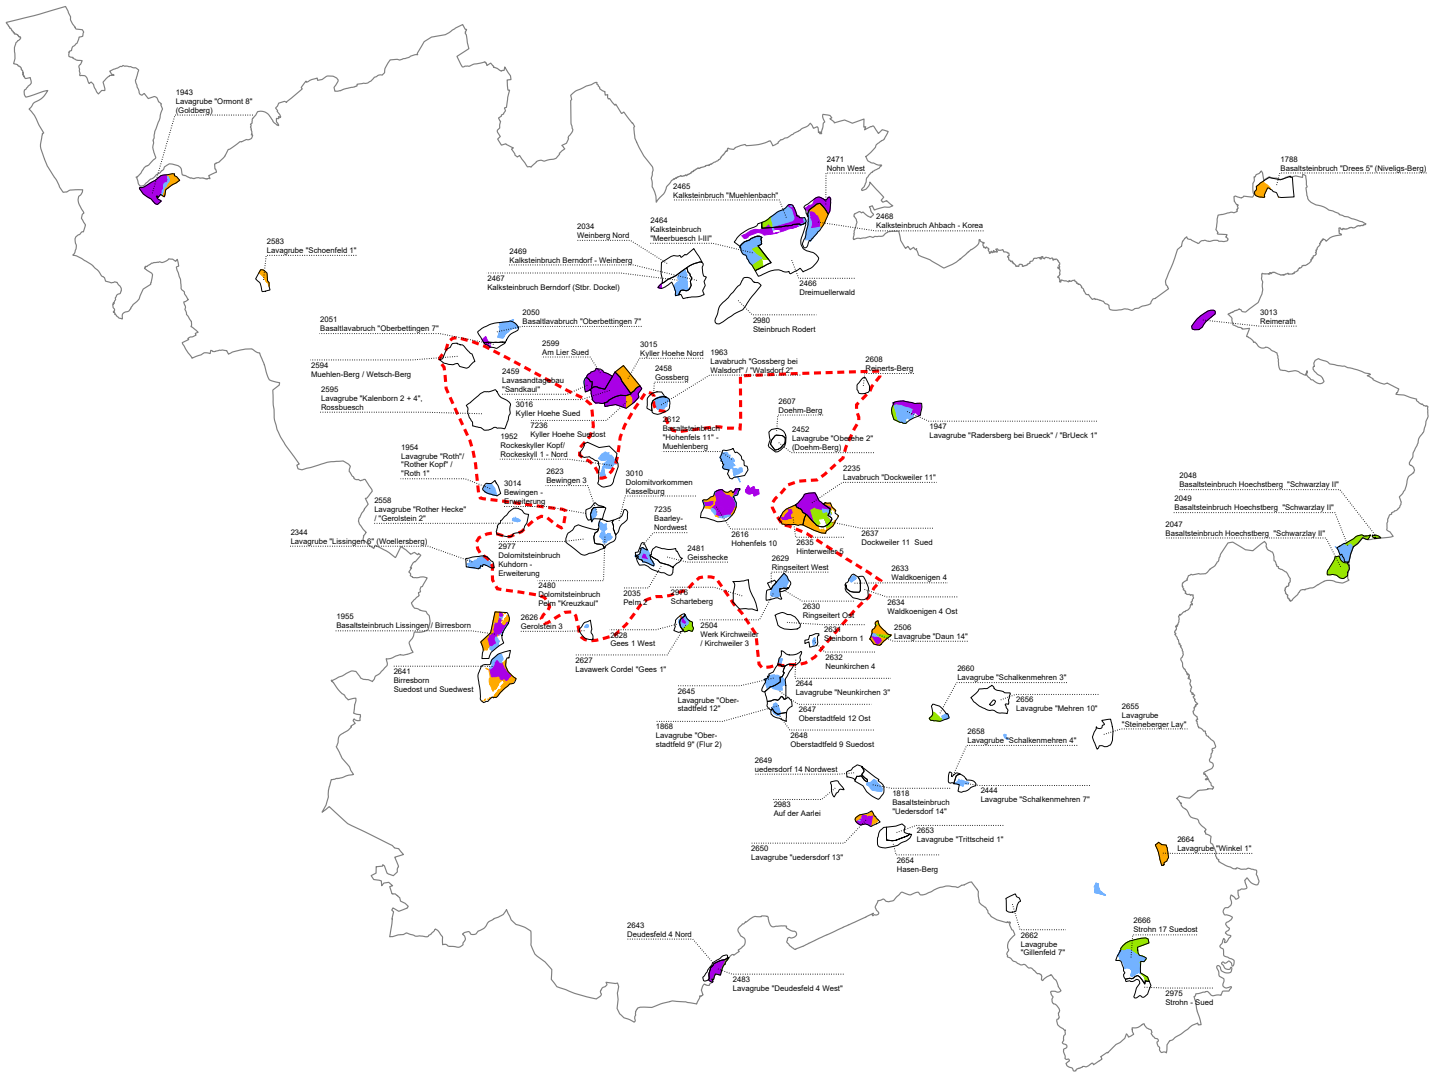 1943
Lavagrube "Ormont 8"
(Goldberg)
2583
Lavagrube "Schoenfeld 1"
2471
Nohn West
2465
Kalksteinbruch "Muehlenbach"
2464
Kalksteinbruch
"Meerbuesch I-III"
2468
Kalksteinbruch Ahbach - Korea
2034
Weinberg Nord
2469
Kalksteinbruch Berndorf - Weinberg
2467
Kalksteinbruch Berndorf (Stbr. Dockel)
2466
Dreimuellerwald
2980
Steinbruch Rodert
1788
Basaltsteinbruch "Drees 5" (Niveligs-Berg)
3013
Reimerath
2050
Basaltlavabruch "Oberbettingen 7"
2051
Basaltlavabruch "Oberbettingen 7"
2594
Muehlen-Berg / Wetsch-Berg
2595
Lavagrube "Kalenborn 2 + 4",
Rossbuesch
2599
Am Lier Sued
3015
Kyller Hoehe Nord
2459
Lavasandtagebau
"Sandkaul"
3016
Kyller Hoehe Sued
7236
Kyller Hoehe Suedost
2458
Gossberg
1963
Lavabruch "Gossberg bei
Walsdorf" / "Walsdorf 2"
2608
Reinerts-Berg
2607
Doehm-Berg
2452
Lavagrube "Oberehe 2"
(Doehm-Berg)
2612
Basaltsteinbruch
"Hohenfels 11" -
Muehlenberg
1947
Lavagrube "Radersberg bei Brueck" / "BrUeck 1"
1952
Rockeskyller Kopf/
Rockeskyll 1 - Nord
1954
Lavagrube "Roth"/
"Rother Kopf" /
"Roth 1"
2623
Bewingen 3
3014
Bewingen -
Erweiterung
3010
Dolomitvorkommen
Kasselburg
2235
Lavabruch "Dockweiler 11"
2048
Basaltsteinbruch Hoechstberg "Schwarzlay II"
2049
Basaltsteinbruch Hoechstberg "Schwarzlay II"
2047
Basaltsteinbruch Hoechstberg "Schwarzlay II"
2558
Lavagrube "Rother Hecke"
/ "Gerolstein 2"
2344
Lavagrube "Lissingen 6" (Woellersberg)
7235
Baarley-
Nordwest
2481
Geisshecke
2616
Hohenfels 10
2635
Hinterweiler 5
2637
Dockweiler 11 Sued
2977
Dolomitsteinbruch
Kuhdorn -
Erweiterung
2480
Dolomitsteinbruch
Pelm "Kreuzkaul"
2035
Pelm 2
2976
Scharteberg
2629
Ringseitert West
2633
Waldkoenigen 4
2634
Waldkoenigen 4 Ost
2630
Ringseitert Ost
1955
Basaltsteinbruch Lissingen / Birresborn
2626
Gerolstein 3
2628
Gees 1 West
2627
Lavawerk Cordel "Gees 1"
2504
Werk Kirchweiler
/ Kirchweiler 3
2631
Steinborn 1
2506
Lavagrube "Daun 14"
2632
Neunkirchen 4
2641
Birresborn
Suedost und Suedwest
2645
Lavagrube "Ober-
stadtfeld 12"
2644
Lavagrube "Neunkirchen 3"
2647
Oberstadtfeld 12 Ost
1868
Lavagrube "Ober-
stadtfeld 9" (Flur 2)
2648
Oberstadtfeld 9 Suedost
2660
Lavagrube "Schalkenmehren 3"
2656
Lavagrube "Mehren 10"
2655
Lavagrube
"Steineberger Lay"
2658
Lavagrube "Schalkenmehren 4"
2649
uedersdorf 14 Nordwest
2444
Lavagrube "Schalkenmehren 7"
2983
Auf der Aarlei
1818
Basaltsteinbruch
"Uedersdorf 14"
2653
Lavagrube "Trittscheid 1"
2650
Lavagrube "uedersdorf 13"
2654
Hasen-Berg
2664
Lavagrube "Winkel 1"
2643
Deudesfeld 4 Nord
2483
Lavagrube "Deudesfeld 4 West"
2662
Lavagrube
"Gillenfeld 7"
2666
Strohn 17 Suedost
2975
Strohn - Sued